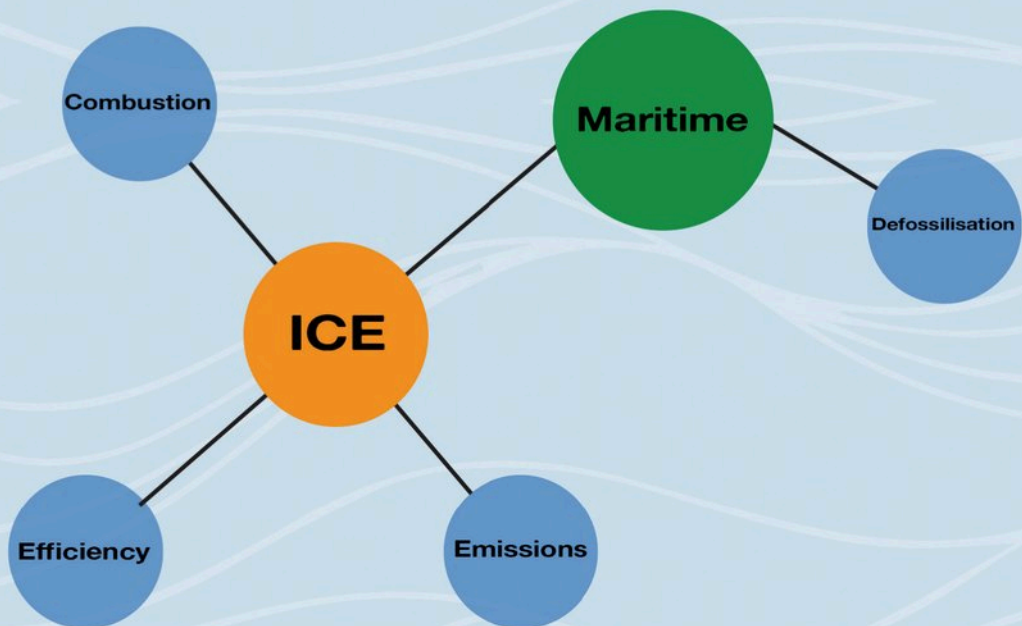 Combustion
Maritime
Defossilisation
ICE
Efficiency
Emissions